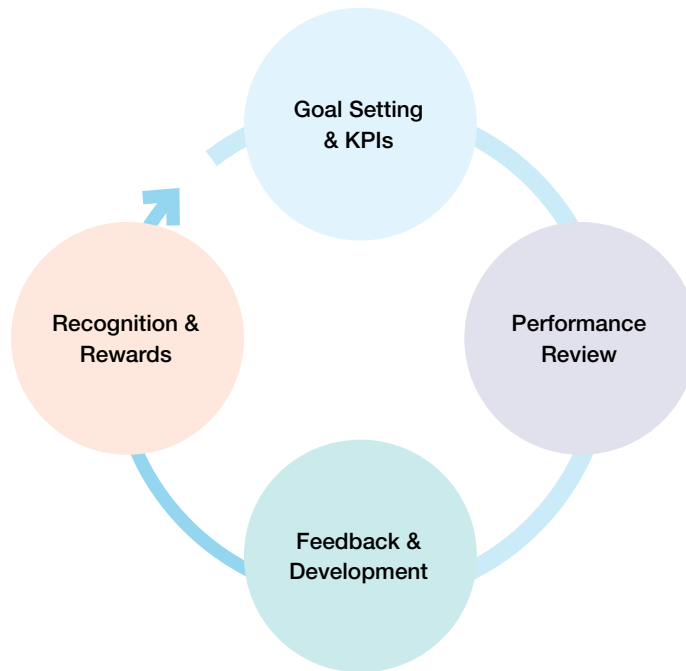 Goal Setting
& KPIs
Performance
Review
Feedback &
Development
Recognition &
Rewards